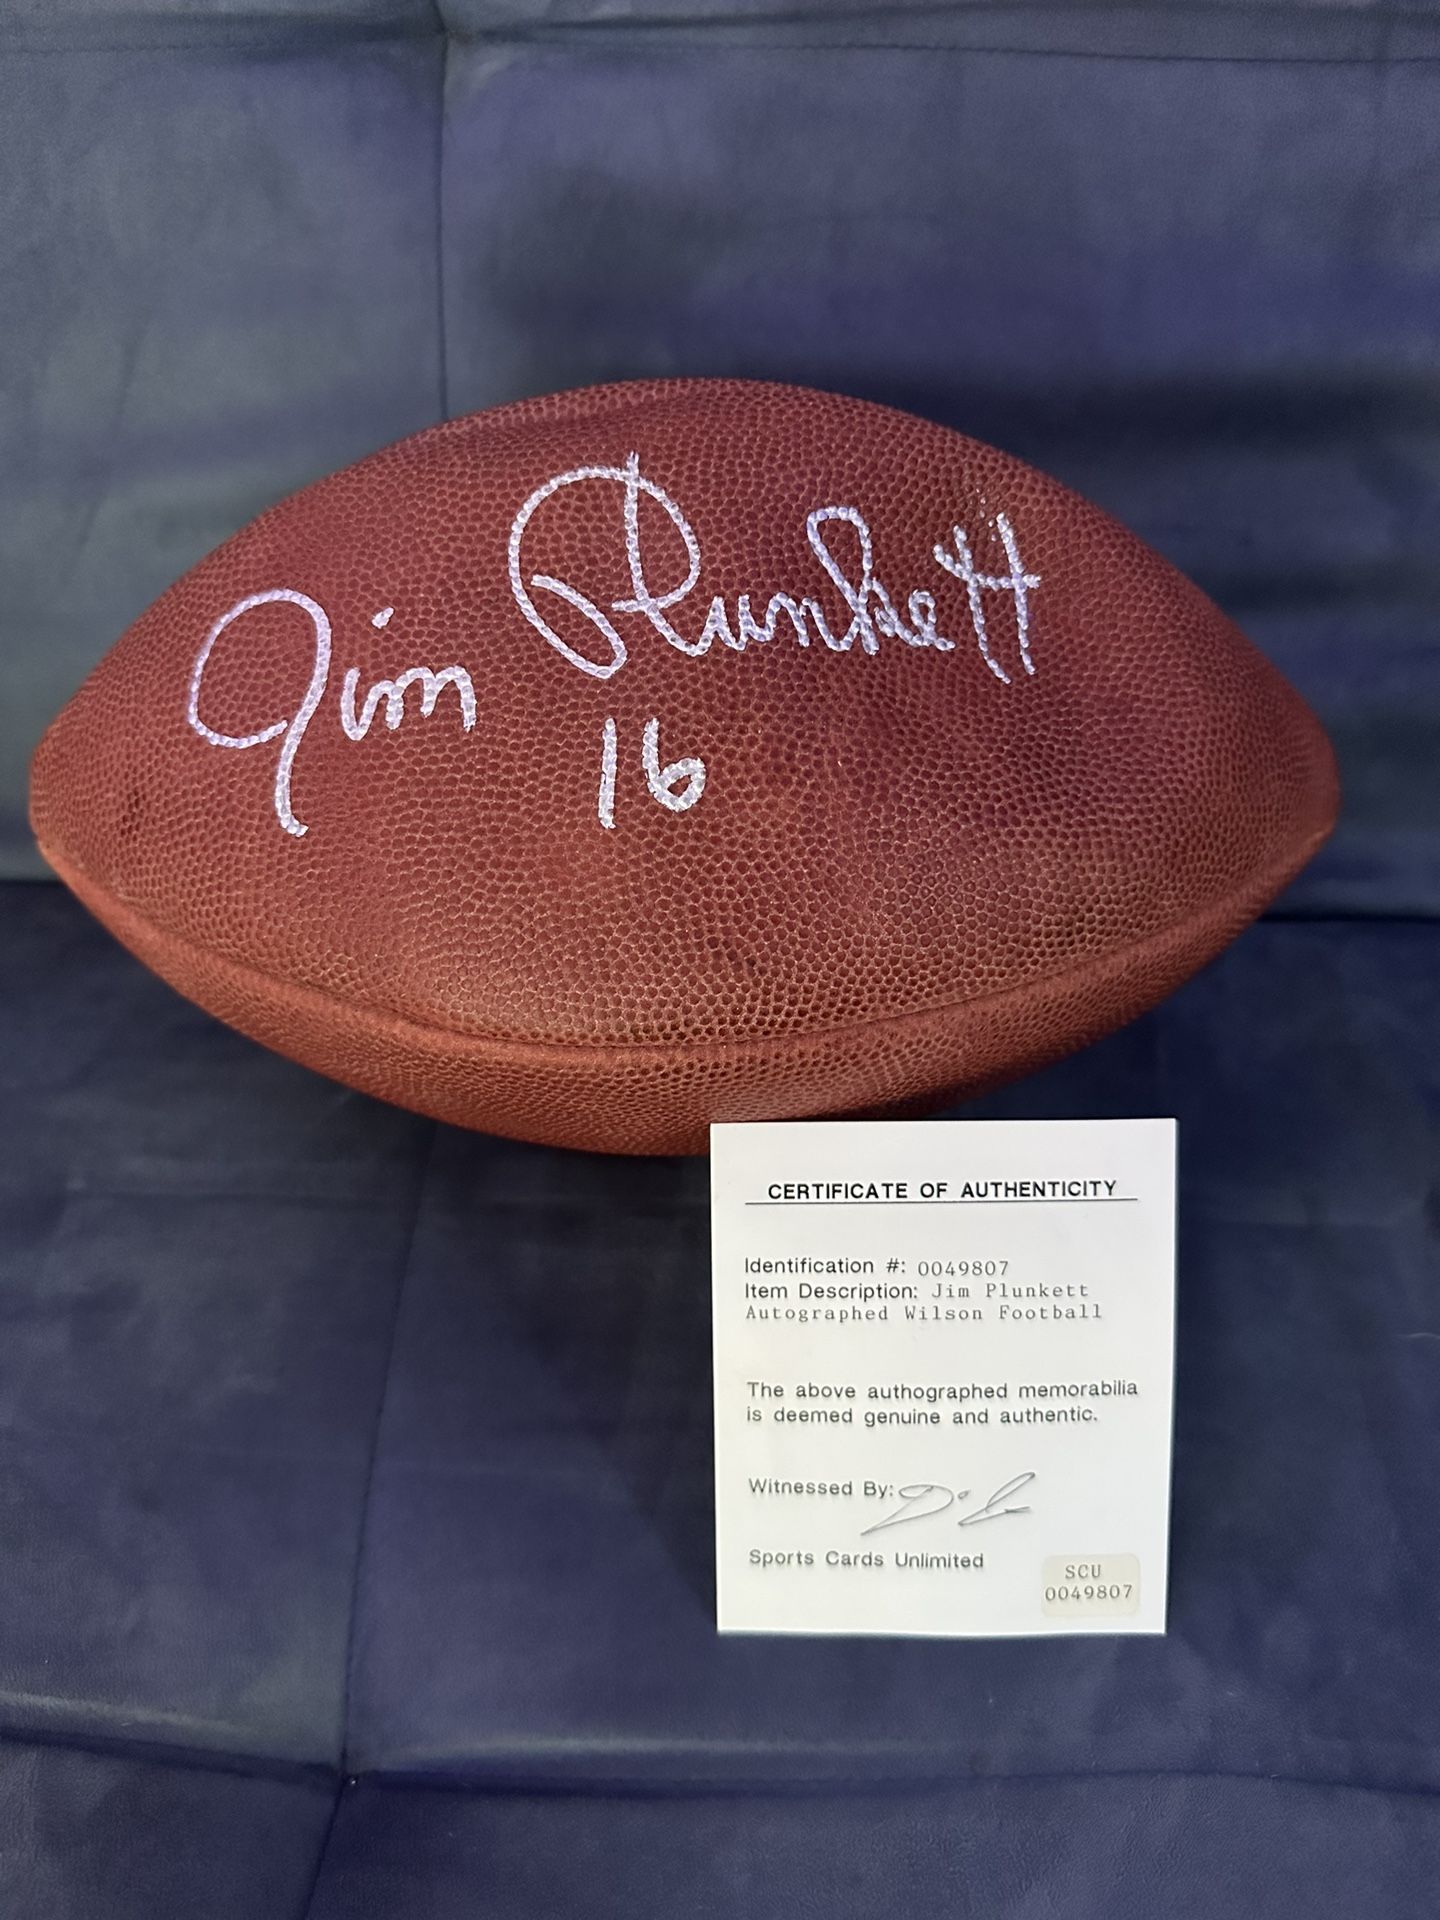 Jim Plunkett
16
CERTIFICATE OF AUTHENTICITY
Identification #: 0049807
Item Description: Jim Plunkett
Autographed Wilson Football
The above authographed memorabilia
is deemed genuine and authentic.
Witnessed By:
Sports Cards Unlimited
SCU
0049807